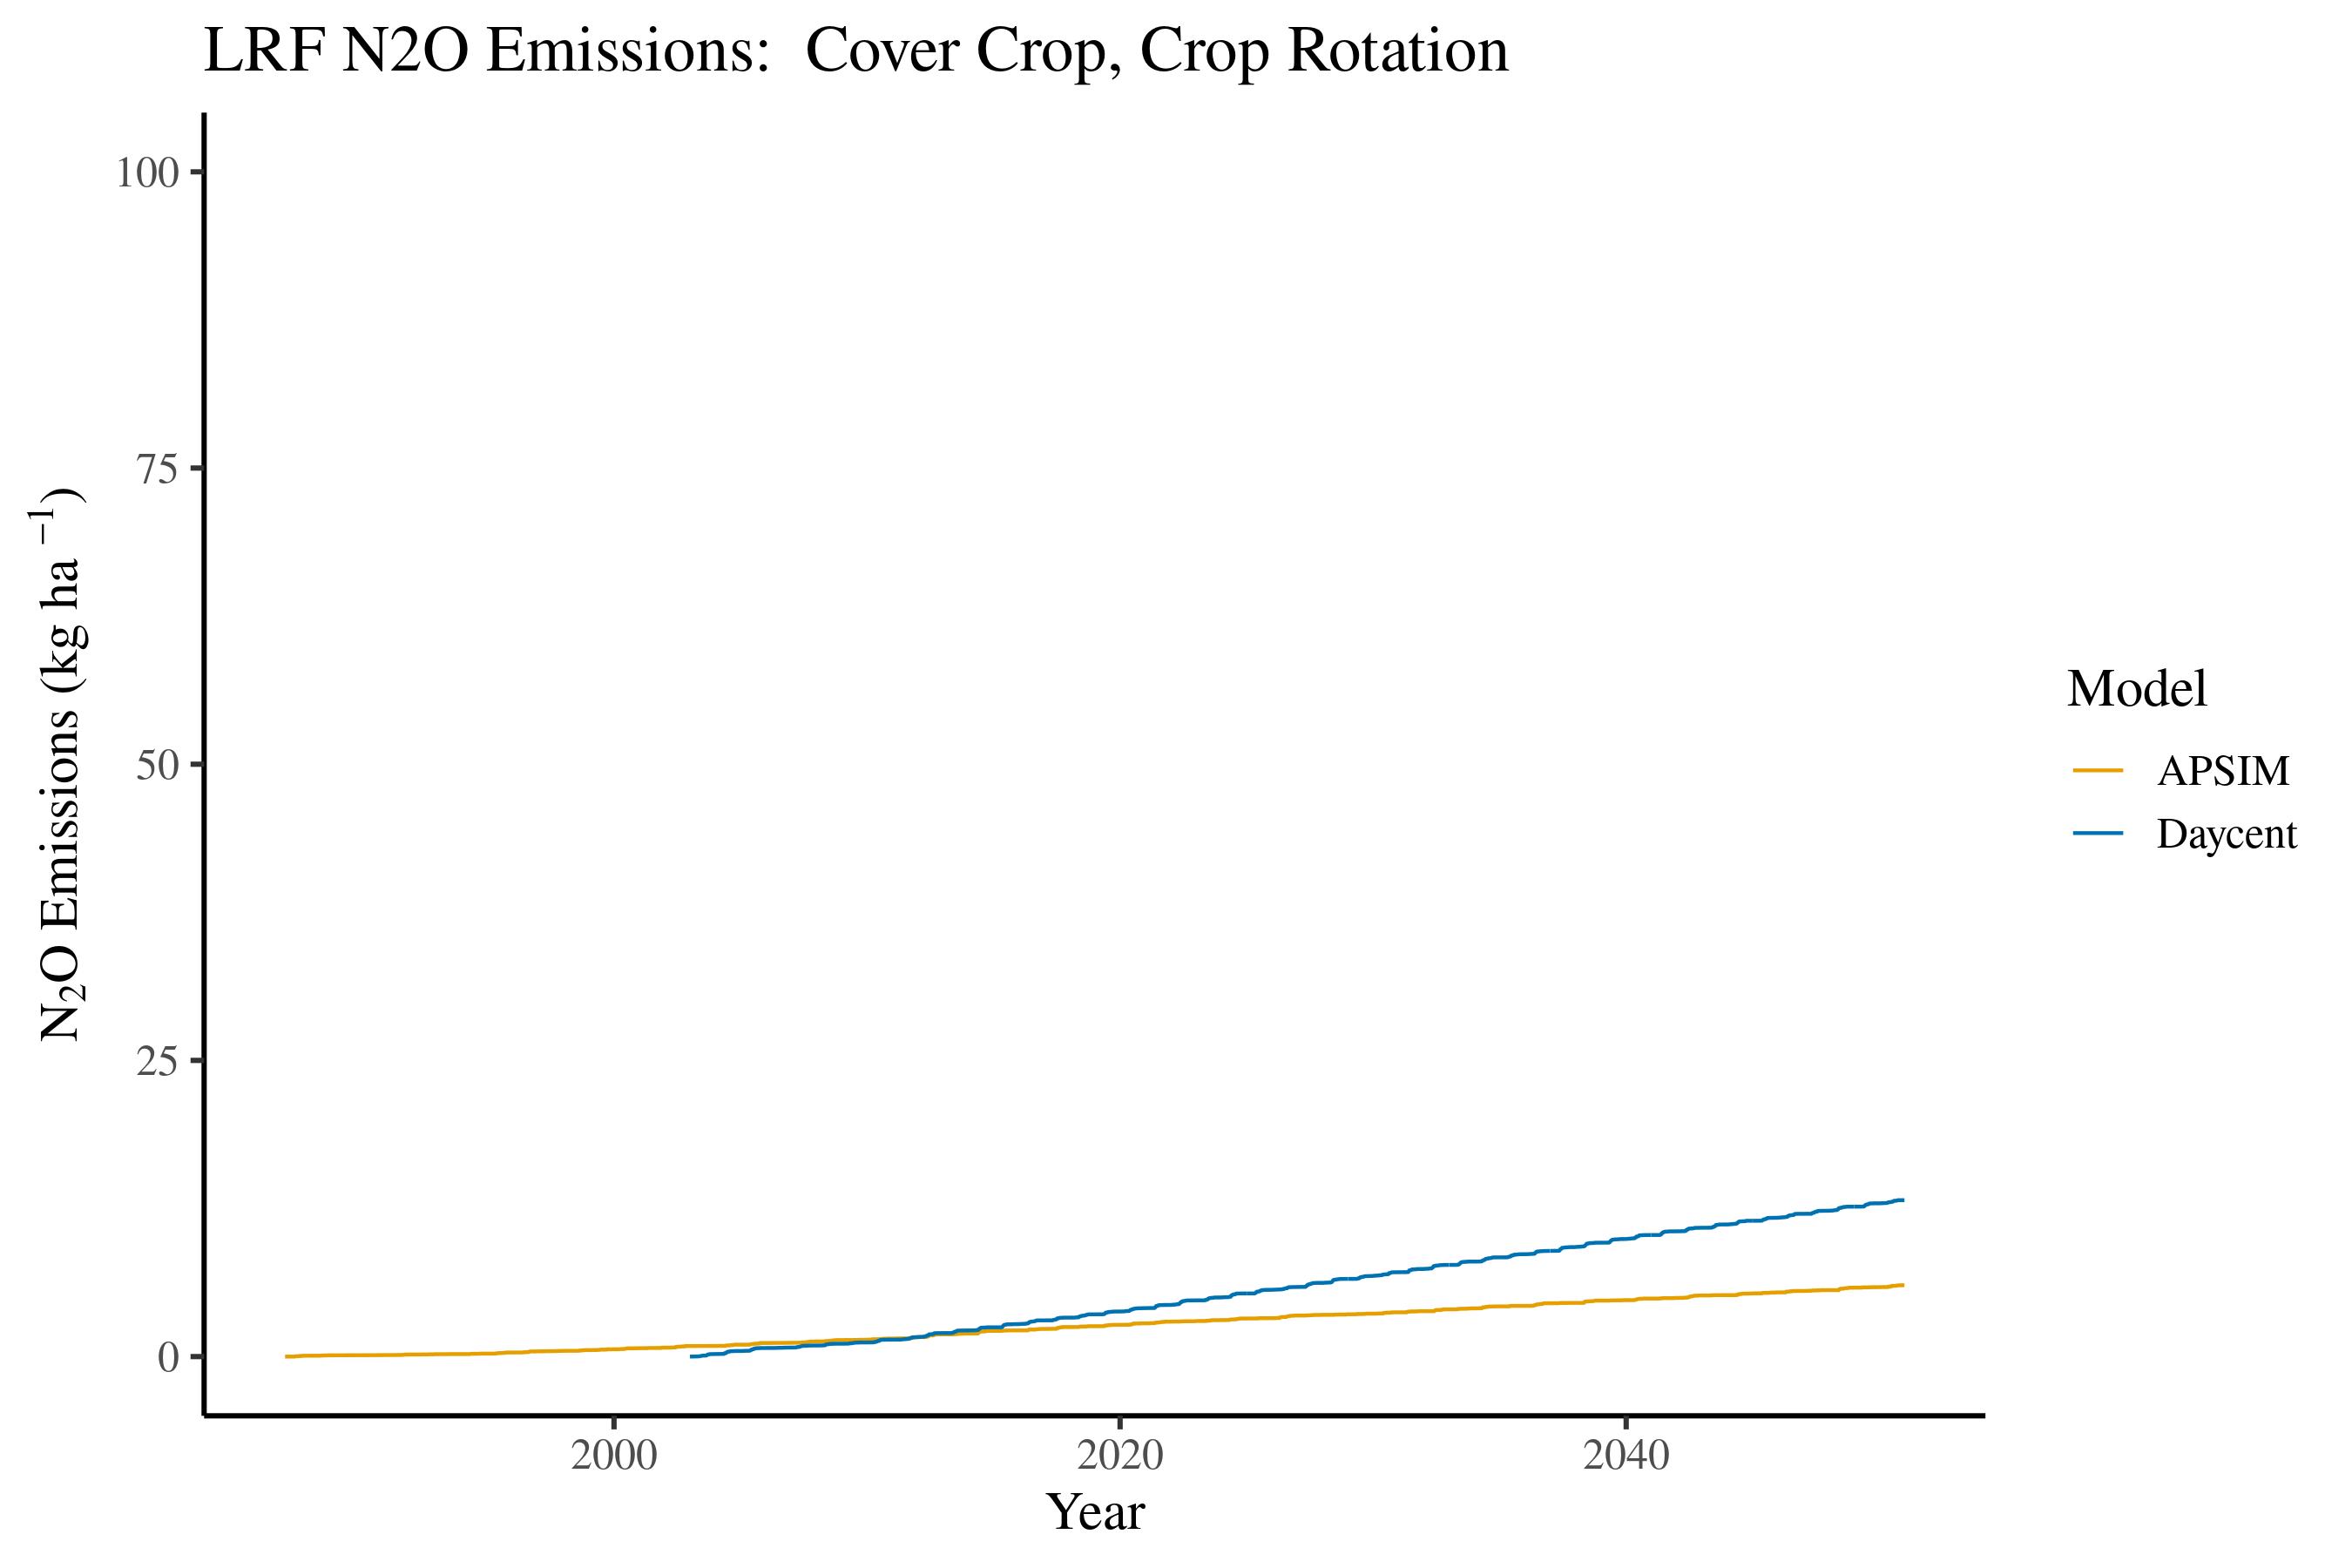 LRF N2O Emissions:  Cover Crop, Crop Rotation
N₂O Emissions (kg ha ⁻¹)
100
75
50
25
0
2000 2020 2040
Year
Model
APSIM
Daycent